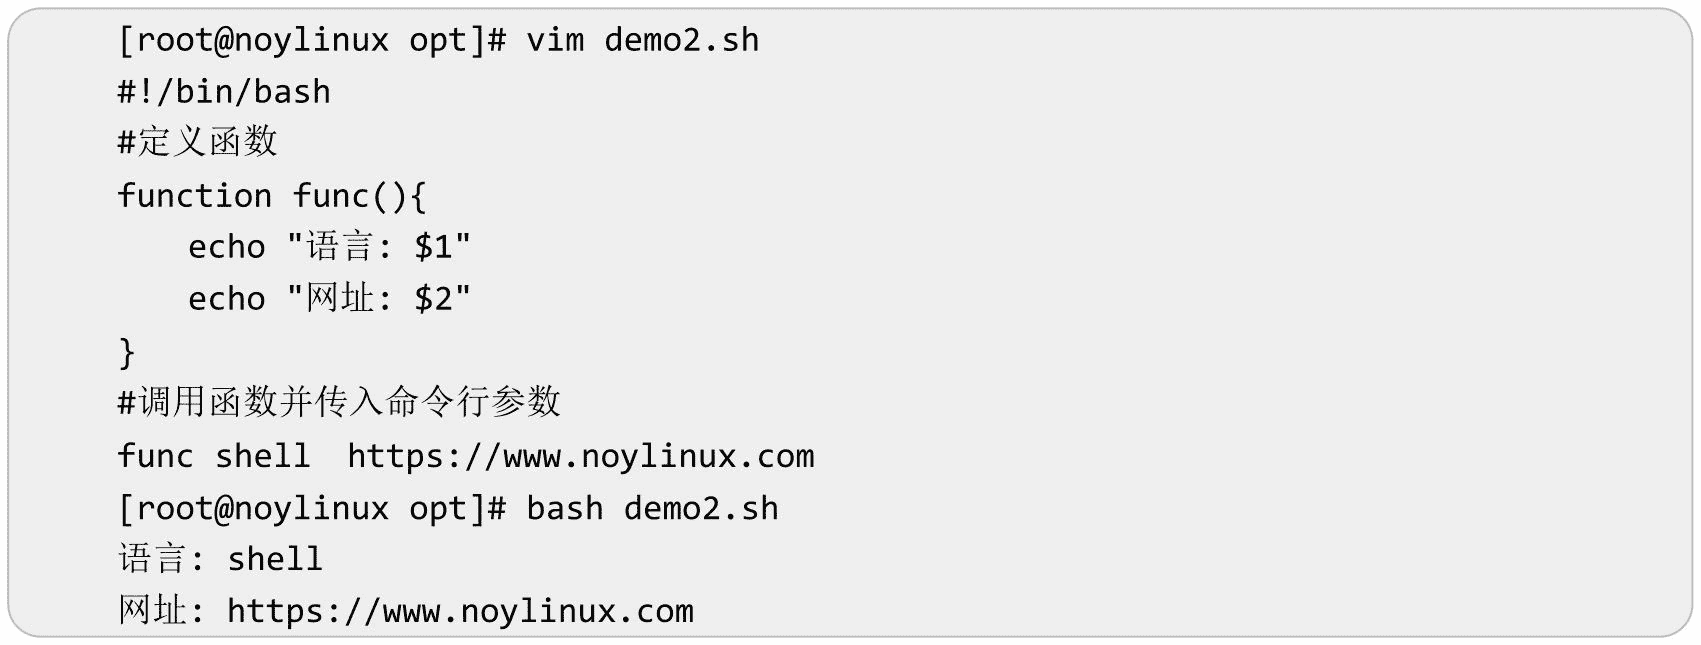 [root@noylinux opt]# vim demo2.sh
#!/bin/bash
#定义函数
function func(){
    echo "语言: $1"
    echo "网址: $2"
}
#调用函数并传入命令行参数
func shell  https://www.noylinux.com
[root@noylinux opt]# bash demo2.sh
语言: shell
网址: https://www.noylinux.com